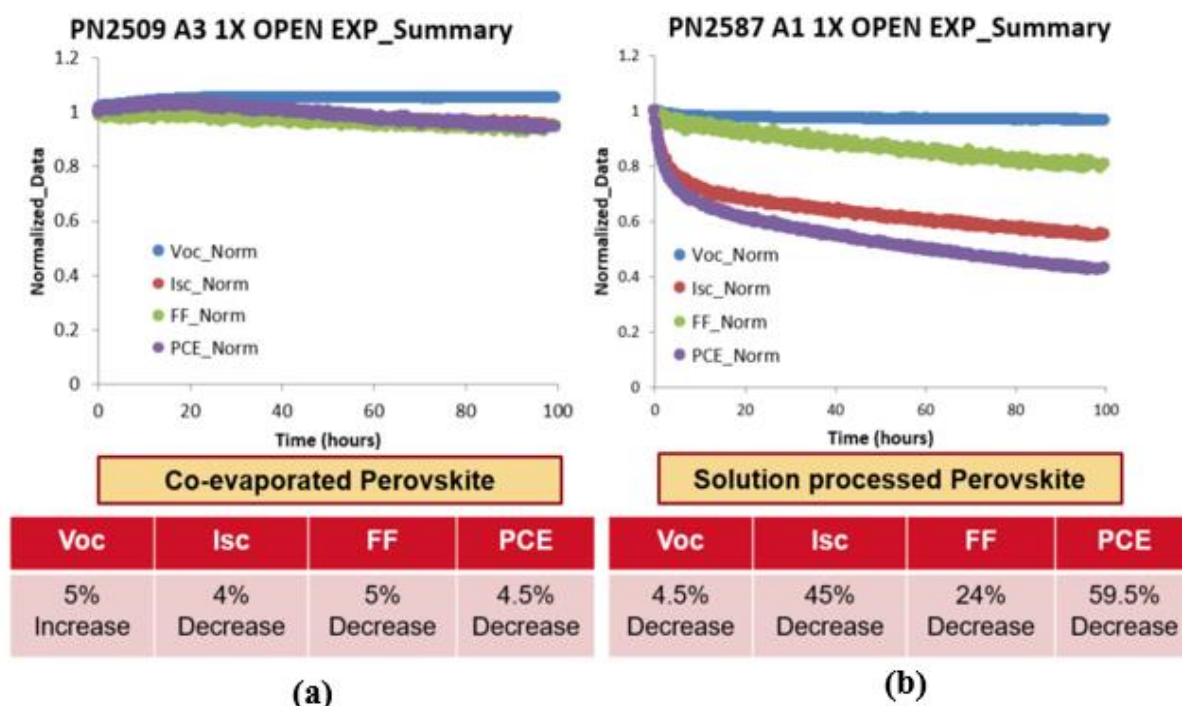 PN2509 A3 1X OPEN EXP_Summary
1.2
1
0.8
0.6
0.4
0.2
0
Normalized_Data
Voc_Norm
Isc_Norm
FF_Norm
PCE_Norm
0 20 40 60 80 100
Time (hours)
Co-evaporated Perovskite
Voc Isc FF PCE
5% 4% 5% 4.5%
Increase Decrease Decrease Decrease
(a)
PN2587 A1 1X OPEN EXP_Summary
1.2
1
0.8
0.6
0.4
0.2
0
Normalized_Data
Voc_Norm
Isc_Norm
FF_Norm
PCE_Norm
0 20 40 60 80 100
Time (hours)
Solution processed Perovskite
Voc Isc FF PCE
4.5% 45% 24% 59.5%
Decrease Decrease Decrease Decrease
(b)